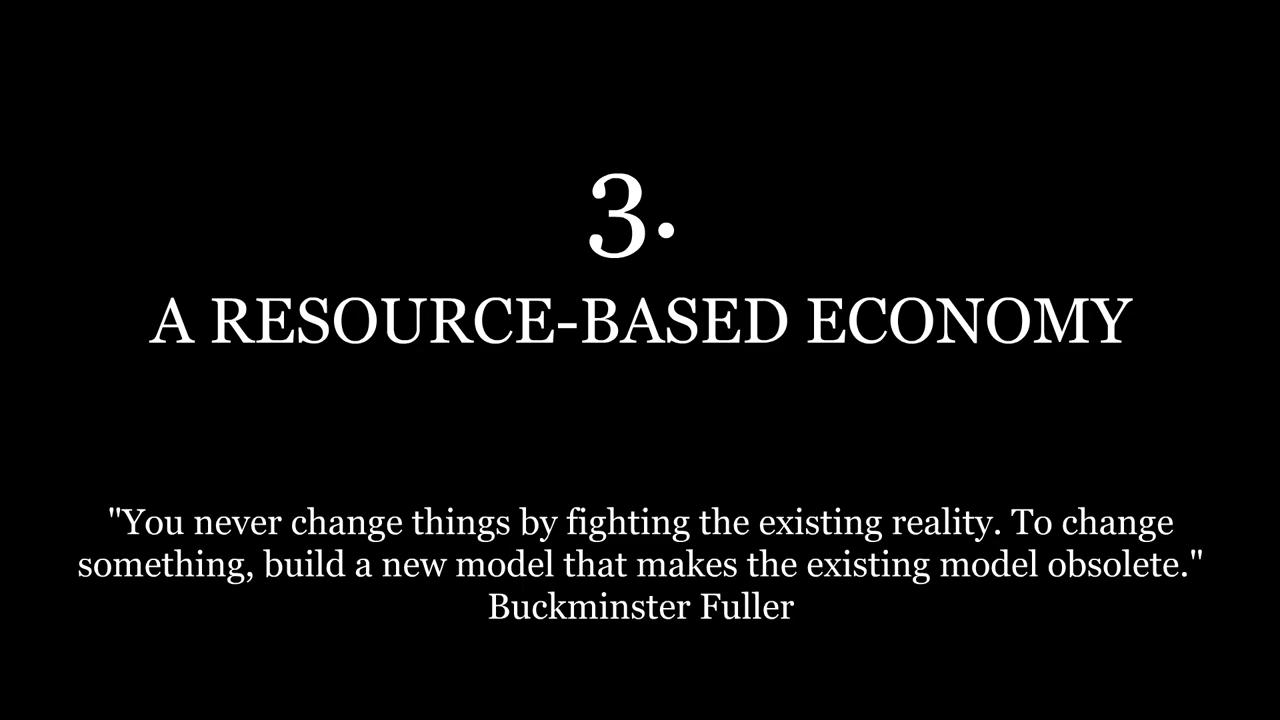 3.
A RESOURCE-BASED ECONOMY
"You never change things by fighting the existing reality. To change
something, build a new model that makes the existing model obsolete."
Buckminster Fuller